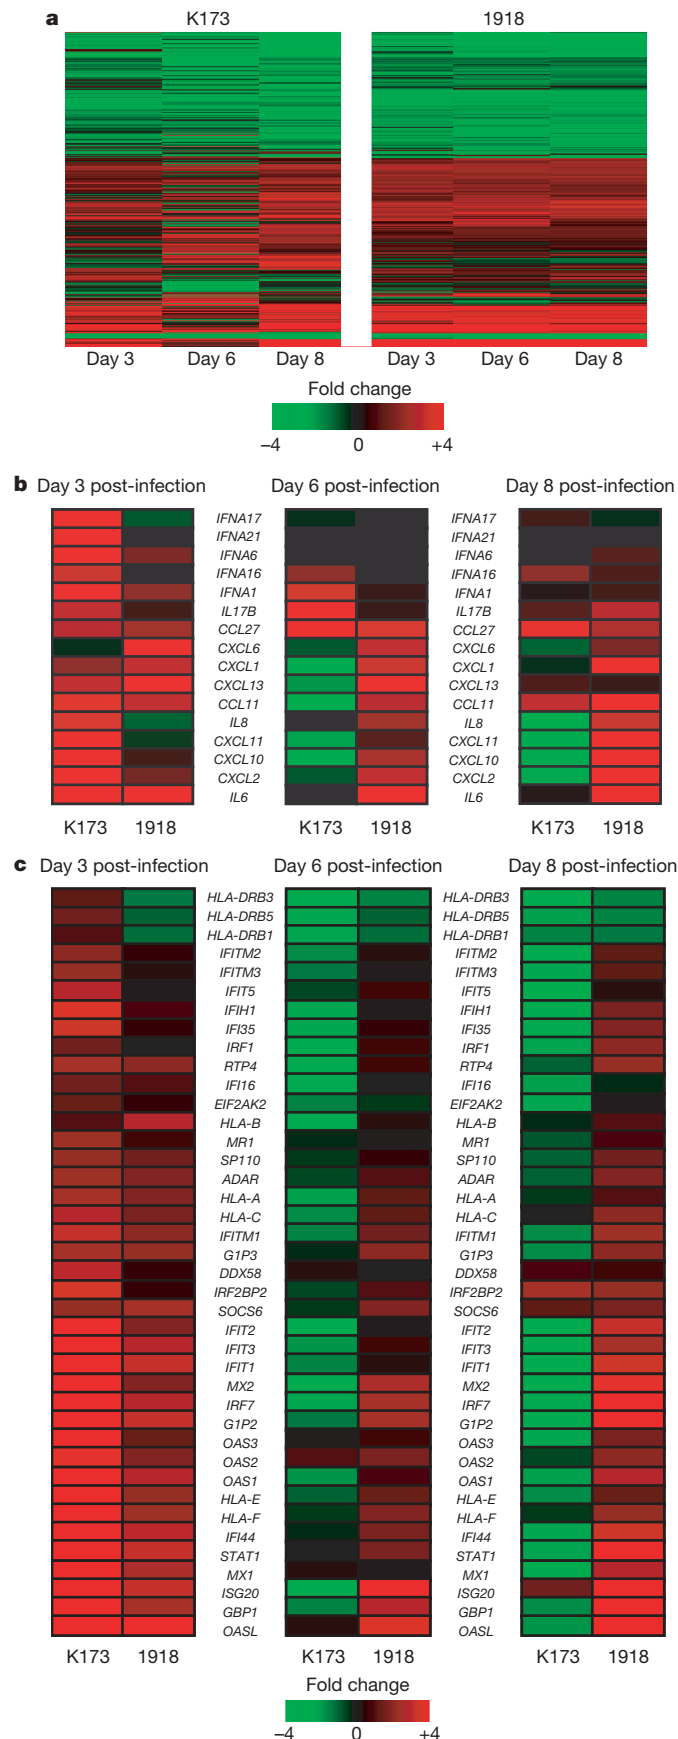 a
K173 1918
Day 3 Day 6 Day 8 Day 3 Day 6 Day 8
Fold change
−4 0 +4
b Day 3 post-infection Day 6 post-infection Day 8 post-infection
IFNA17 IFNA17
IFNA21 IFNA21
IFNA6 IFNA6
IFNA16 IFNA16
IFNA1 IFNA1
IL17B IL17B
CCL27 CCL27
CXCL6 CXCL6
CXCL1 CXCL1
CXCL13 CXCL13
CCL11 CCL11
IL8 IL8
CXCL11 CXCL11
CXCL10 CXCL10
CXCL2 CXCL2
IL6 IL6
K173 1918 K173 1918 K173 1918
c Day 3 post-infection Day 6 post-infection Day 8 post-infection
HLA-DRB3 HLA-DRB3
HLA-DRB5 HLA-DRB5
HLA-DRB1 HLA-DRB1
IFITM2 IFITM2
IFITM3 IFITM3
IFIT5 IFIT5
IFIH1 IFIH1
IFI35 IFI35
IRF1 IRF1
RTP4 RTP4
IFI16 IFI16
EIF2AK2 EIF2AK2
HLA-B HLA-B
MR1 MR1
SP110 SP110
ADAR ADAR
HLA-A HLA-A
HLA-C HLA-C
IFITM1 IFITM1
G1P3 G1P3
DDX58 DDX58
IRF2BP2 IRF2BP2
SOCS6 SOCS6
IFIT2 IFIT2
IFIT3 IFIT3
IFIT1 IFIT1
MX2 MX2
IRF7 IRF7
G1P2 G1P2
OAS3 OAS3
OAS2 OAS2
OAS1 OAS1
HLA-E HLA-E
HLA-F HLA-F
IFI44 IFI44
STAT1 STAT1
MX1 MX1
ISG20 ISG20
GBP1 GBP1
OASL OASL
K173 1918 K173 1918 K173 1918
Fold change
−4 0 +4